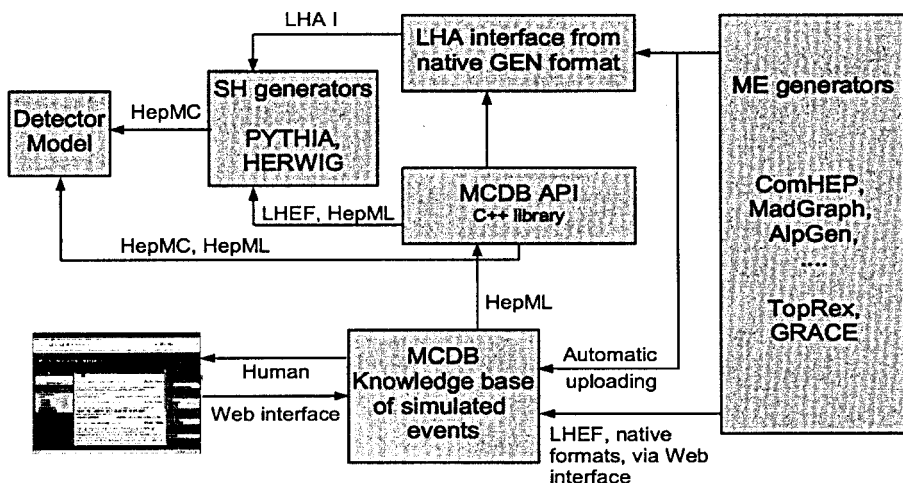 LHA I
LHA interface from
native GEN format
SH generators
PYTHIA,
HERWIG
HepMC
Detector
Model
ME generators
ComHEP,
MadGraph,
AlpGen,
....
TopRex,
GRACE
MCDB API
C++ library
LHEF, HepML
HepMC, HepML
HepML
MCDB
Knowledge base
of simulated
events
Human
Web interface
Automatic
uploading
LHEF, native
formats, via Web
interface